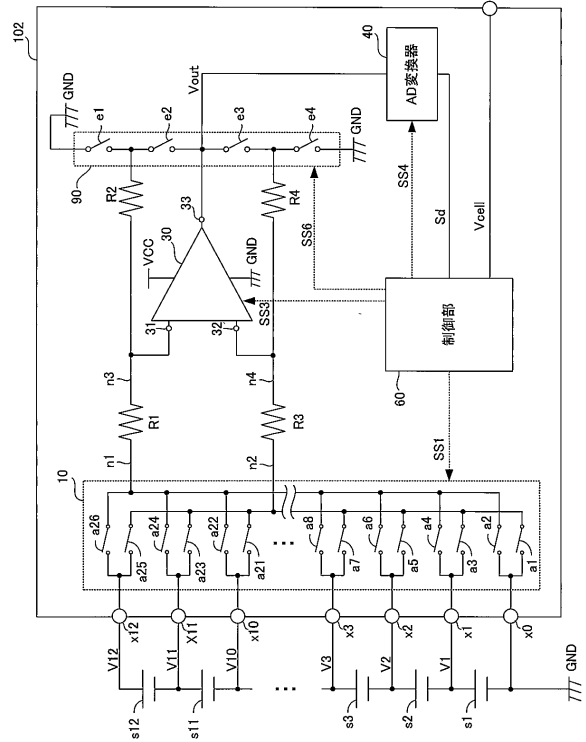 102
GND
e1
e2
e3
e4
GND
90
R2
R4
Vout
40
AD変換器
33
30
VCC
GND
31
32
SS3
SS6
SS4
Sd
Vcell
n3
n4
R1
R3
n1
n2
制御部
60
SS1
10
a26
a25
a24
a23
a22
a21
a8
a7
a6
a5
a4
a3
a2
a1
x12
X11
x10
x3
x2
x1
x0
V12
V11
V10
V3
V2
V1
GND
s12
s11
s3
s2
s1